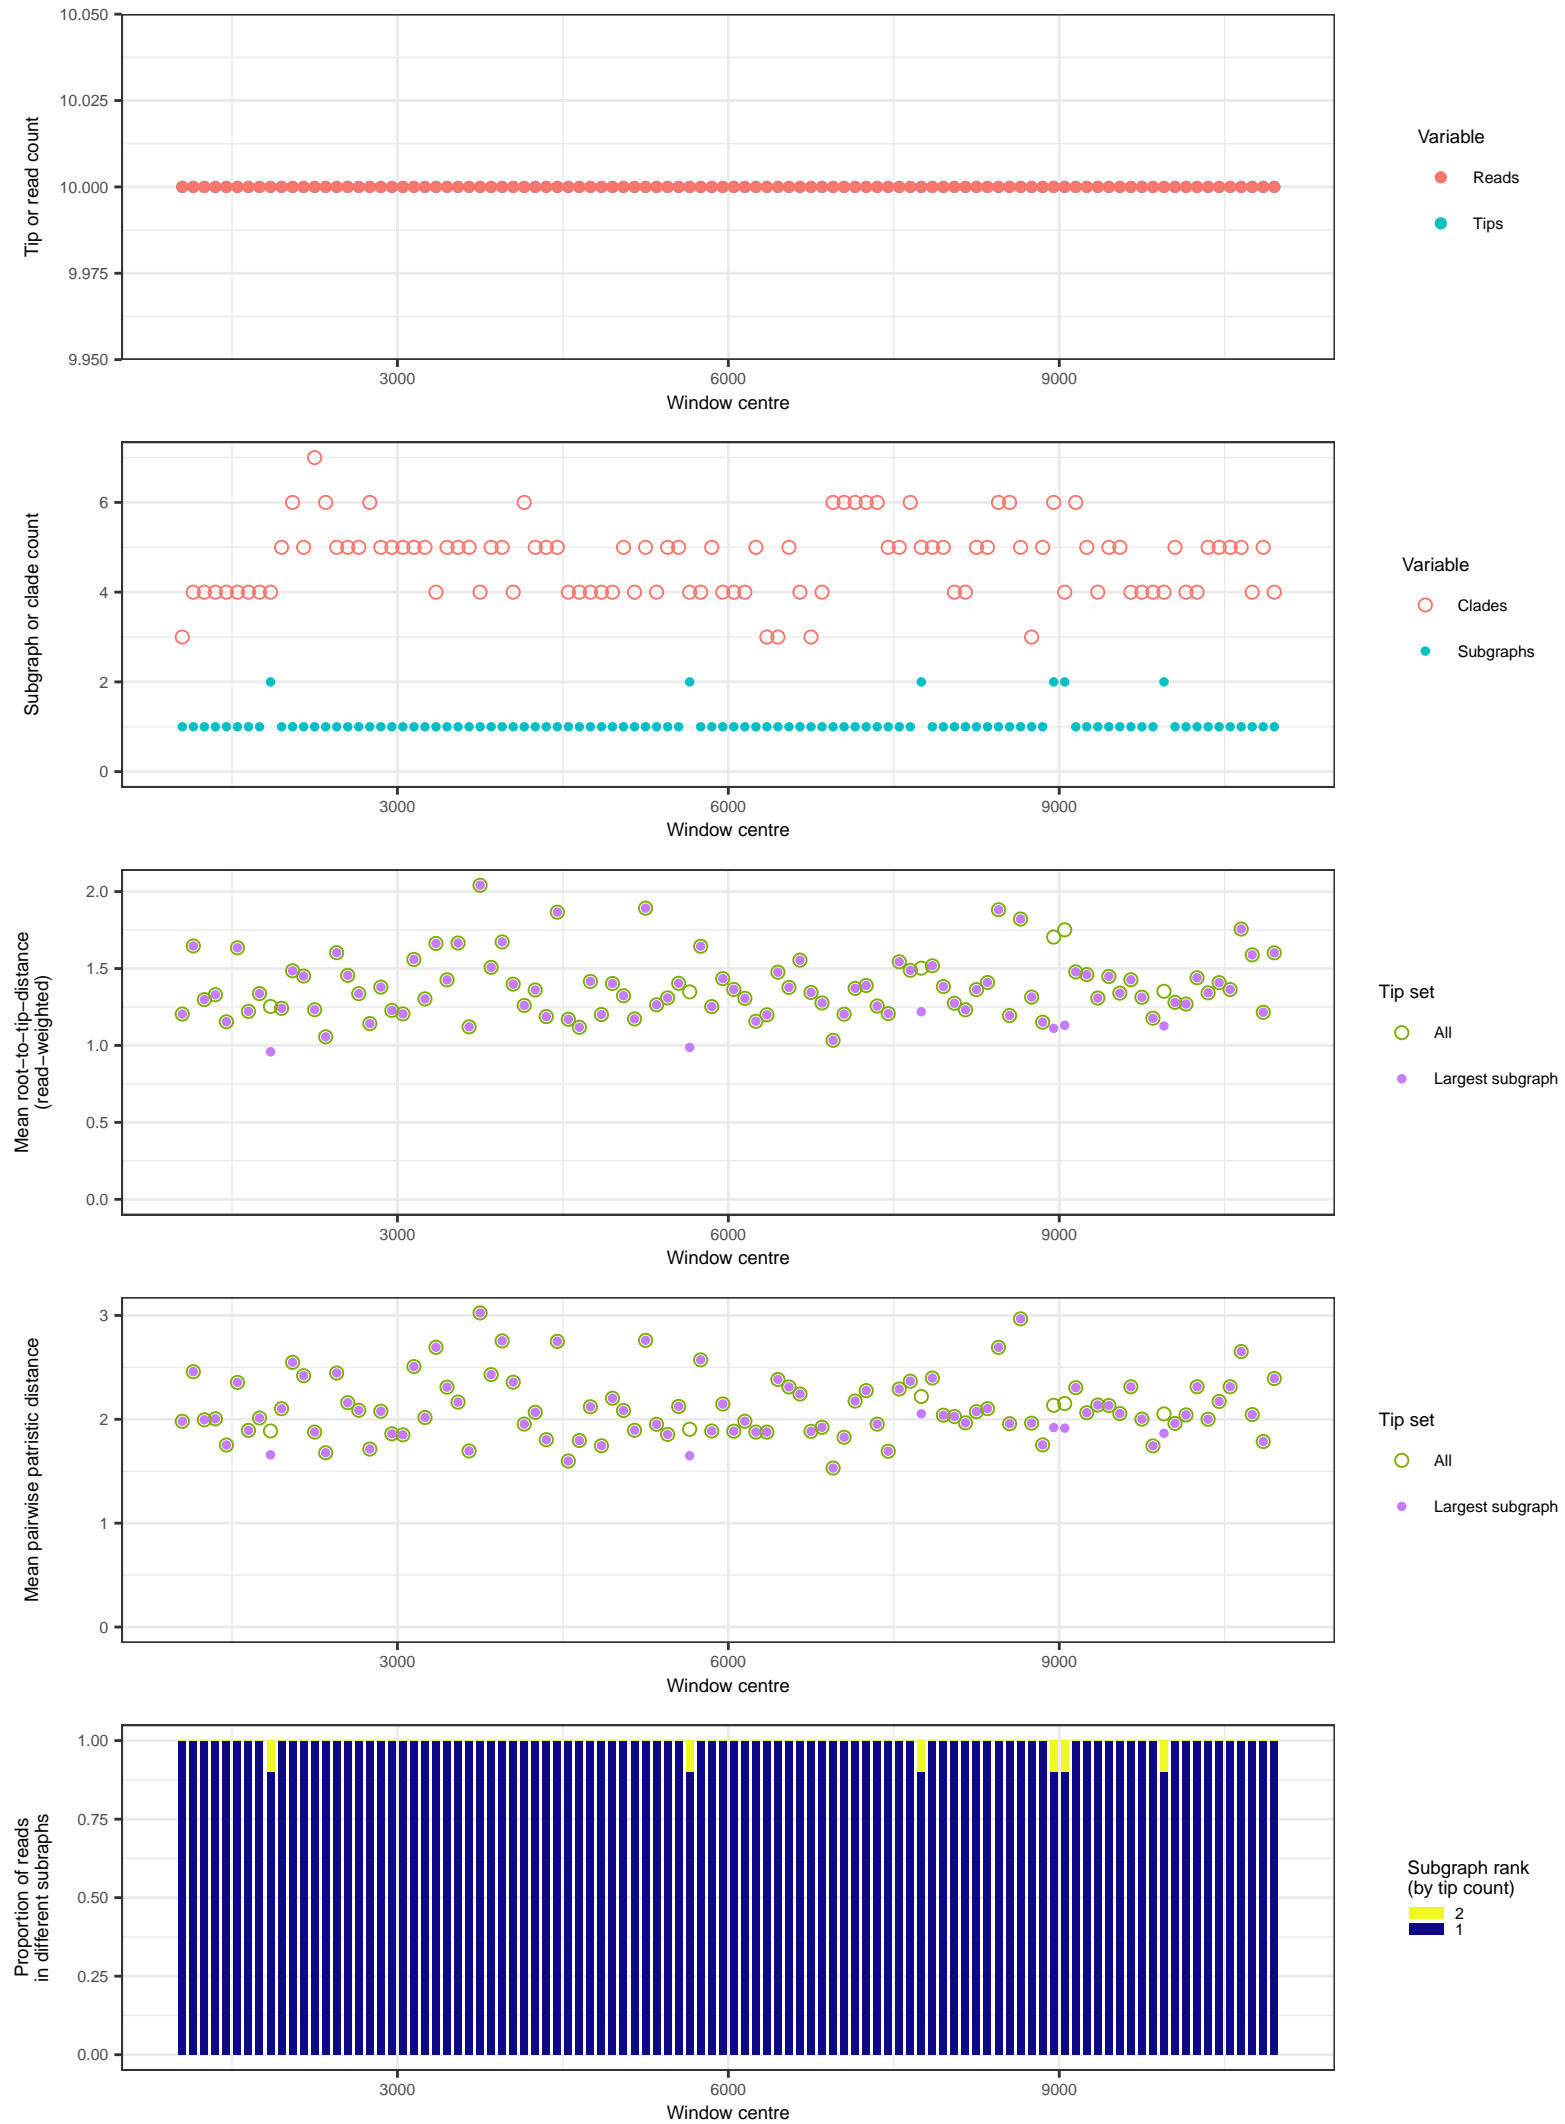 10.050
10.025
10.000
9.975
9.950
Tip or read count
3000
6000
9000
Window centre
Variable
Reads
Tips
6
4
2
0
Subgraph or clade count
3000
6000
9000
Window centre
Variable
Clades
Subgraphs
2.0
1.5
1.0
0.5
0.0
Mean root−to−tip−distance
(read−weighted)
3000
6000
9000
Window centre
Tip set
All
Largest subgraph
3
2
1
0
Mean pairwise patristic distance
3000
6000
9000
Window centre
Tip set
All
Largest subgraph
1.00
0.75
0.50
0.25
0.00
Proportion of reads
in different subraphs
3000
6000
9000
Window centre
Subgraph rank
(by tip count)
2
1